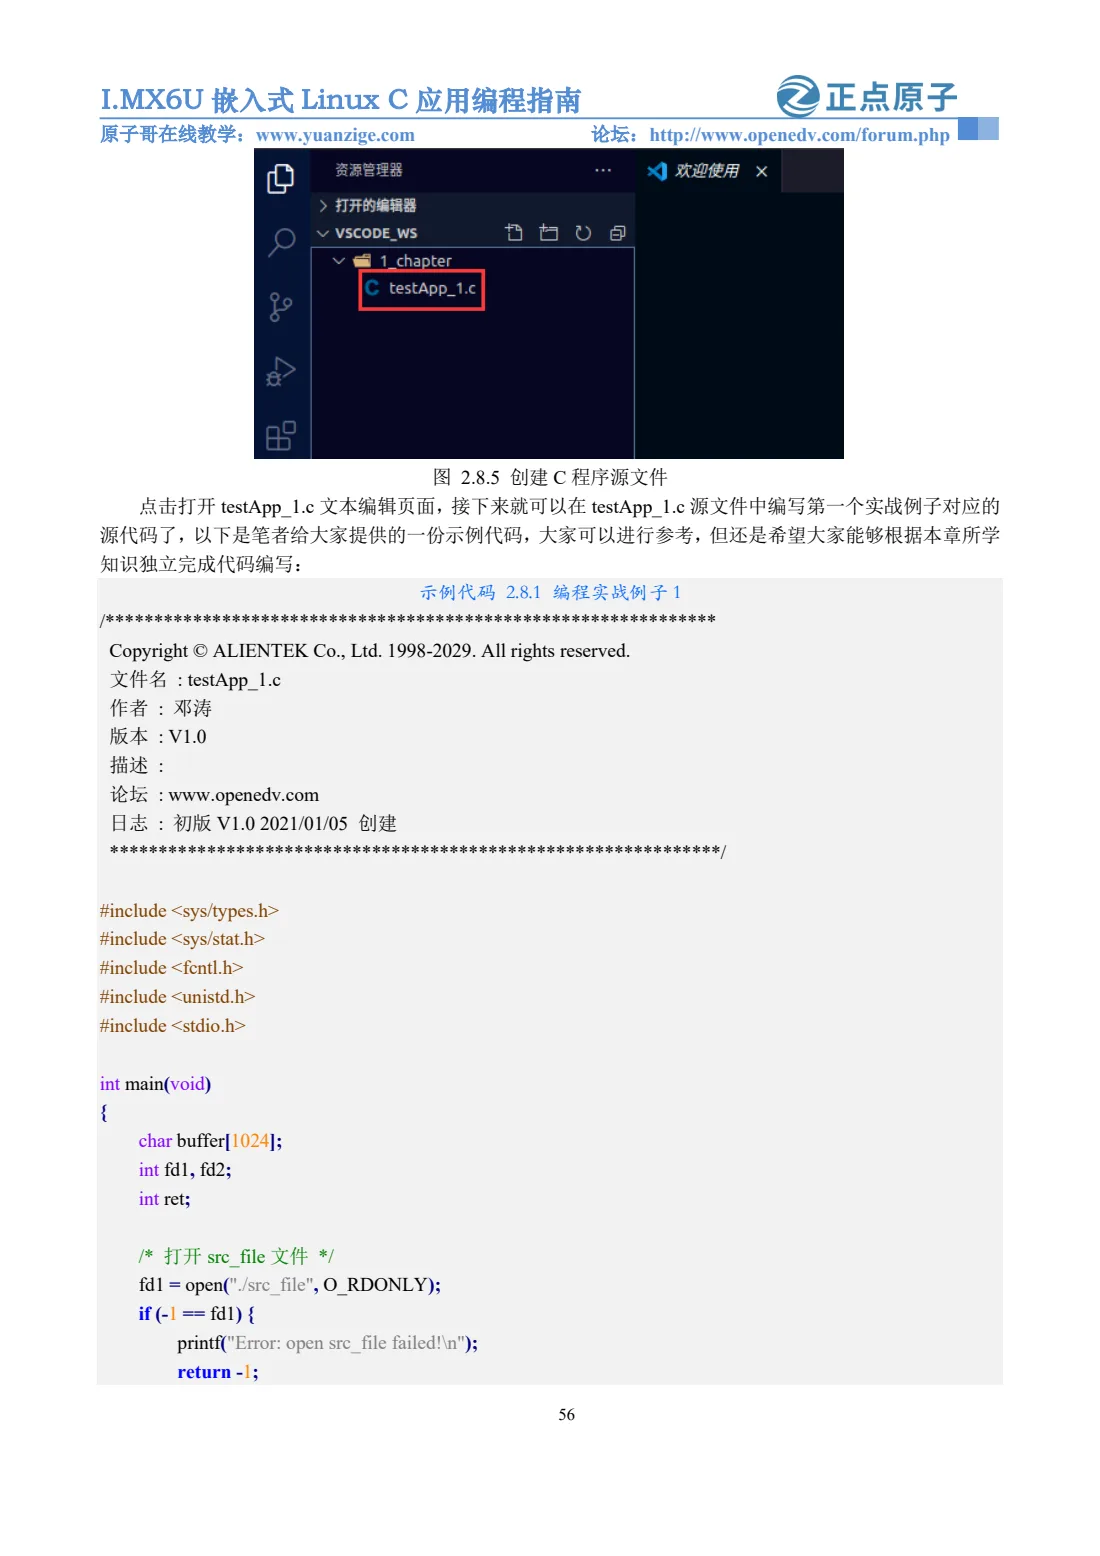 I.MX6U 嵌入式 Linux C 应用编程指南
正点原子
原子哥在线教学：www.yuanzige.com 论坛：http://www.openedv.com/forum.php
资源管理器 ··· 欢迎使用 ×
打开的编辑器
VSCODE_WS
1_chapter
C testApp_1.c
图 2.8.5 创建 C 程序源文件
点击打开 testApp_1.c 文本编辑页面，接下来就可以在 testApp_1.c 源文件中编写第一个实战例子对应的
源代码了，以下是笔者给大家提供的一份示例代码，大家可以进行参考，但还是希望大家能够根据本章所学
知识独立完成代码编写：
示例代码 2.8.1 编程实战例子 1
/***************************************************************
Copyright © ALIENTEK Co., Ltd. 1998-2029. All rights reserved.
文件名 : testApp_1.c
作者 : 邓涛
版本 : V1.0
描述 :
论坛 : www.openedv.com
日志 : 初版 V1.0 2021/01/05 创建
***************************************************************/
#include <sys/types.h>
#include <sys/stat.h>
#include <fcntl.h>
#include <unistd.h>
#include <stdio.h>
int main(void)
{
char buffer[1024];
int fd1, fd2;
int ret;
/* 打开 src_file 文件 */
fd1 = open("./src_file", O_RDONLY);
if (-1 == fd1) {
printf("Error: open src_file failed!\n");
return -1;
56